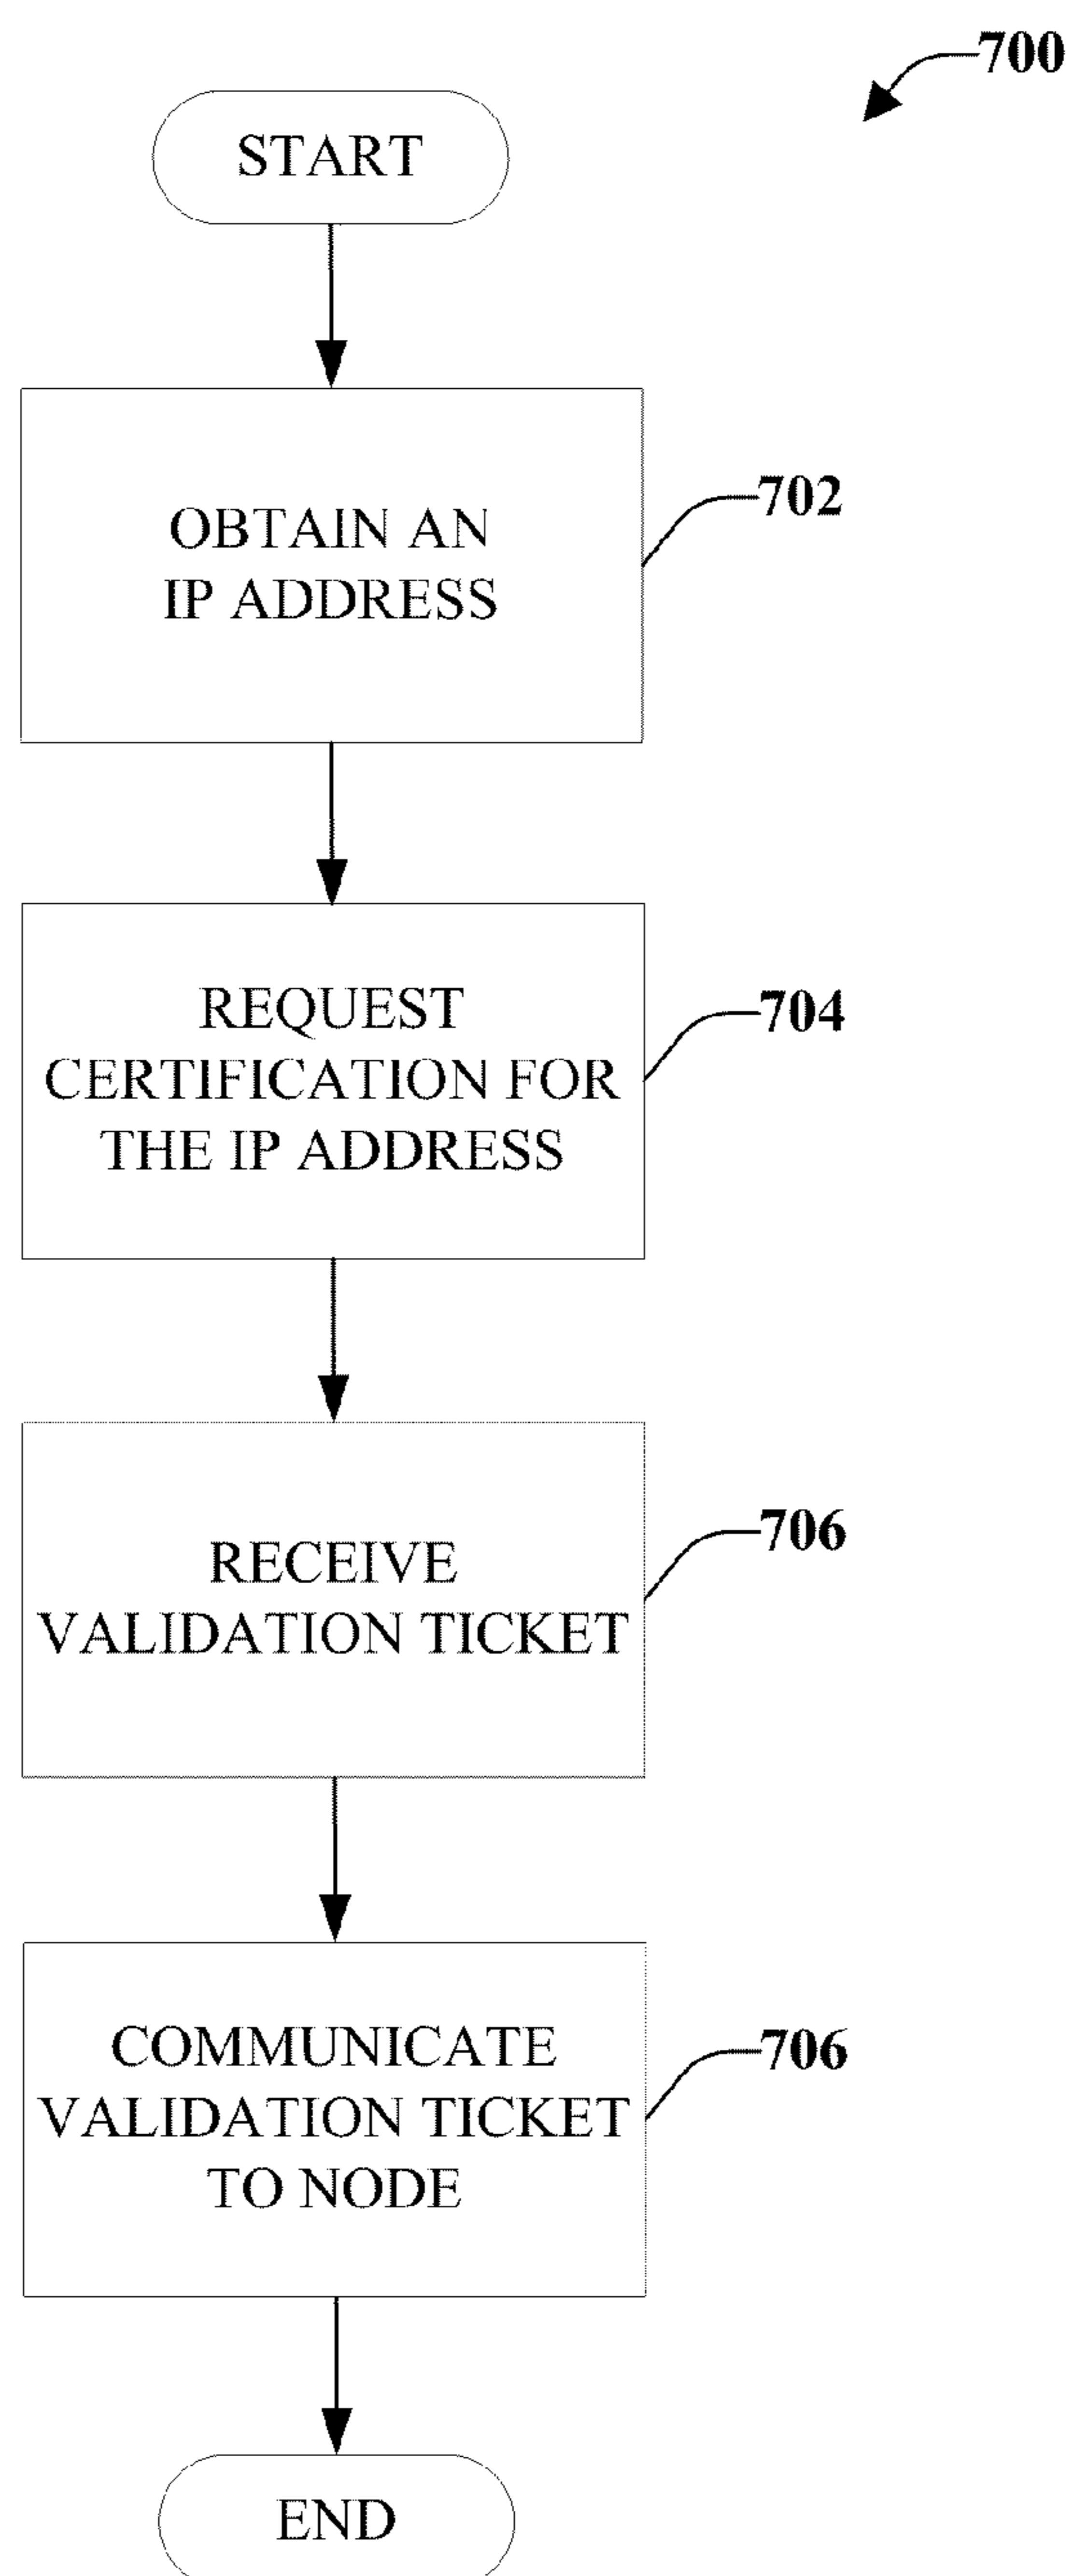 700
START
OBTAIN AN
IP ADDRESS
702
REQUEST
CERTIFICATION FOR
THE IP ADDRESS
704
RECEIVE
VALIDATION TICKET
706
COMMUNICATE
VALIDATION TICKET
TO NODE
706
END